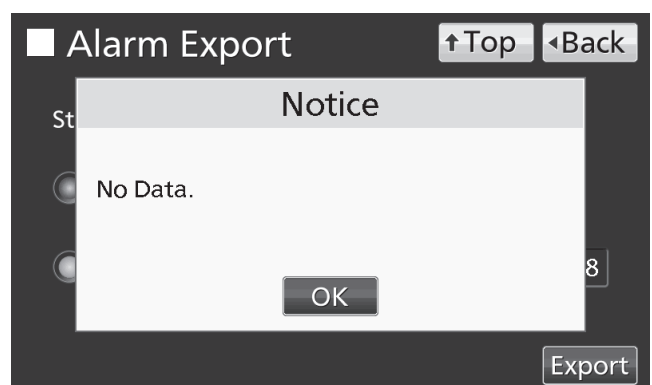 Alarm Export
↑Top
◂Back
Notice
St
No Data.
8
OK
Export